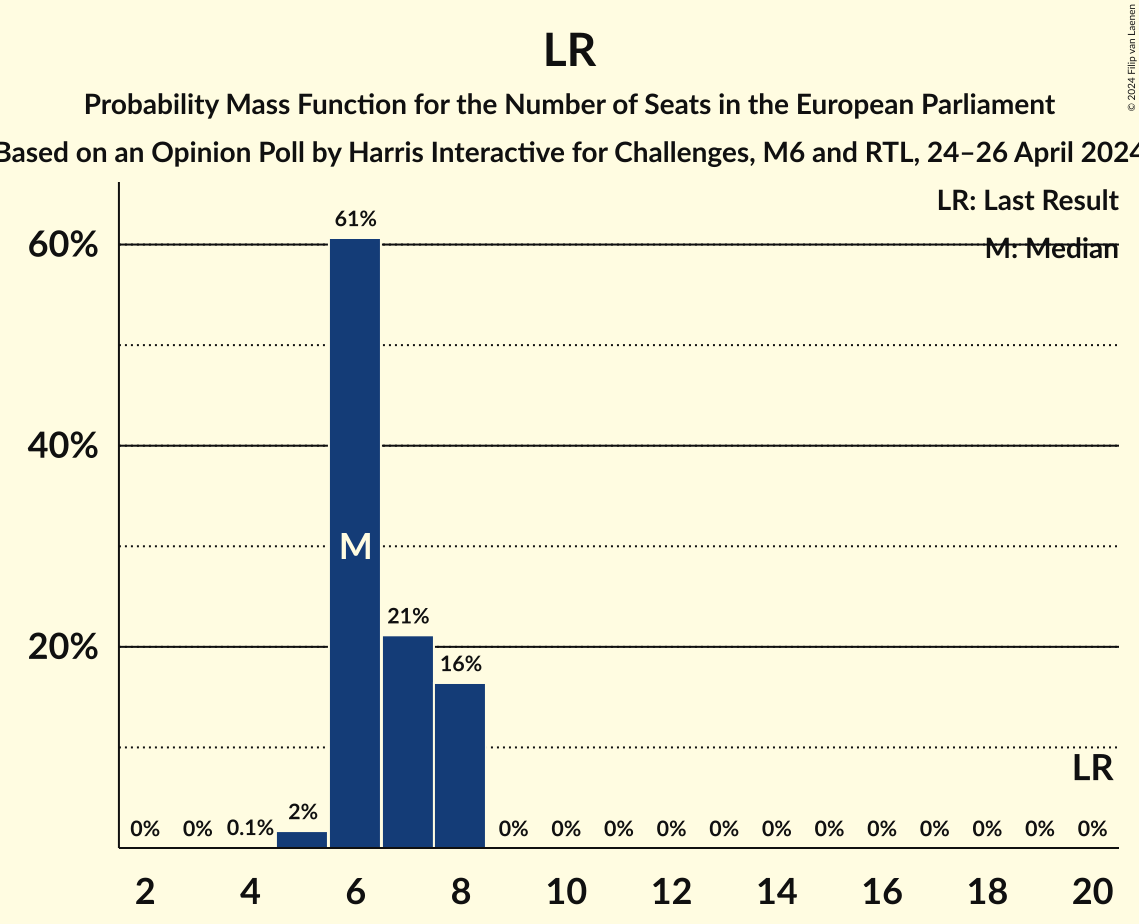 LR
Probability Mass Function for the Number of Seats in the European Parliament
Based on an Opinion Poll by Harris Interactive for Challenges, M6 and RTL, 24–26 April 2024
© 2024 Filip van Laenen
LR: Last Result
M: Median
61%
60%
40%
M
21%
20%
16%
LR
0% 0% 0.1% 2% 0% 0% 0% 0% 0% 0% 0% 0% 0% 0% 0% 0%
2 4 6 8 10 12 14 16 18 20